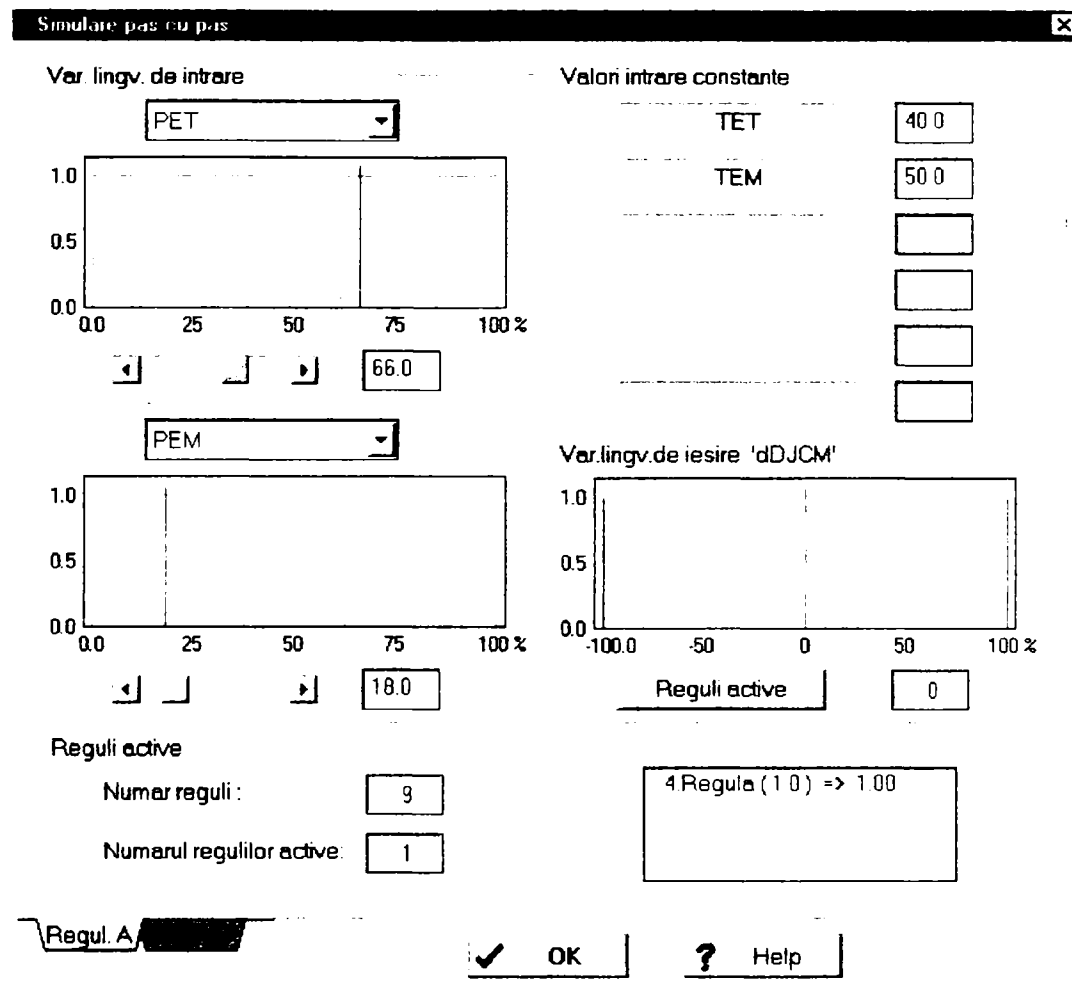 Simulare pas cu pas
Var. lingv. de intrare
PET
1.0
0.5
0.0
0.0 25 50 75 100 %
66.0
PEM
1.0
0.5
0.0
0.0 25 50 75 100 %
18.0
Reguli active
Numar reguli : 9
Numarul regulilor active: 1
Valori intrare constante
TET 40.0
TEM 50.0
Var.lingv.de iesire 'dDJCM'
1.0
0.5
0.0
-100.0 -50 0 50 100 %
Reguli active 0
4.Regula ( 1.0 ) => 1.00
Regul. A
OK
? Help